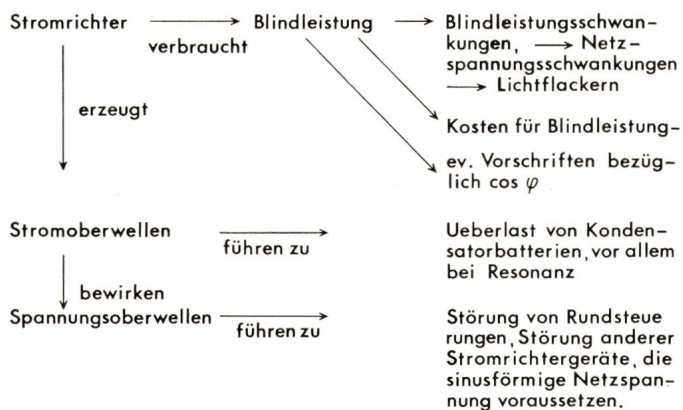 Stromrichter → Blindleistung → Blindleistungsschwan-
verbraucht
kungen, → Netz-
spannungsschwankungen
→ Lichtflackern
erzeugt
Kosten für Blindleistung-
ev. Vorschriften bezüg-
lich cos φ
Stromoberwellen → Ueberlast von Konden-
führen zu
satorbatterien, vor allem
bei Resonanz
bewirken
Spannungsoberwellen → Störung von Rundsteue
führen zu
rungen, Störung anderer
Stromrichtergeräte, die
sinusförmige Netzspan-
nung voraussetzen.